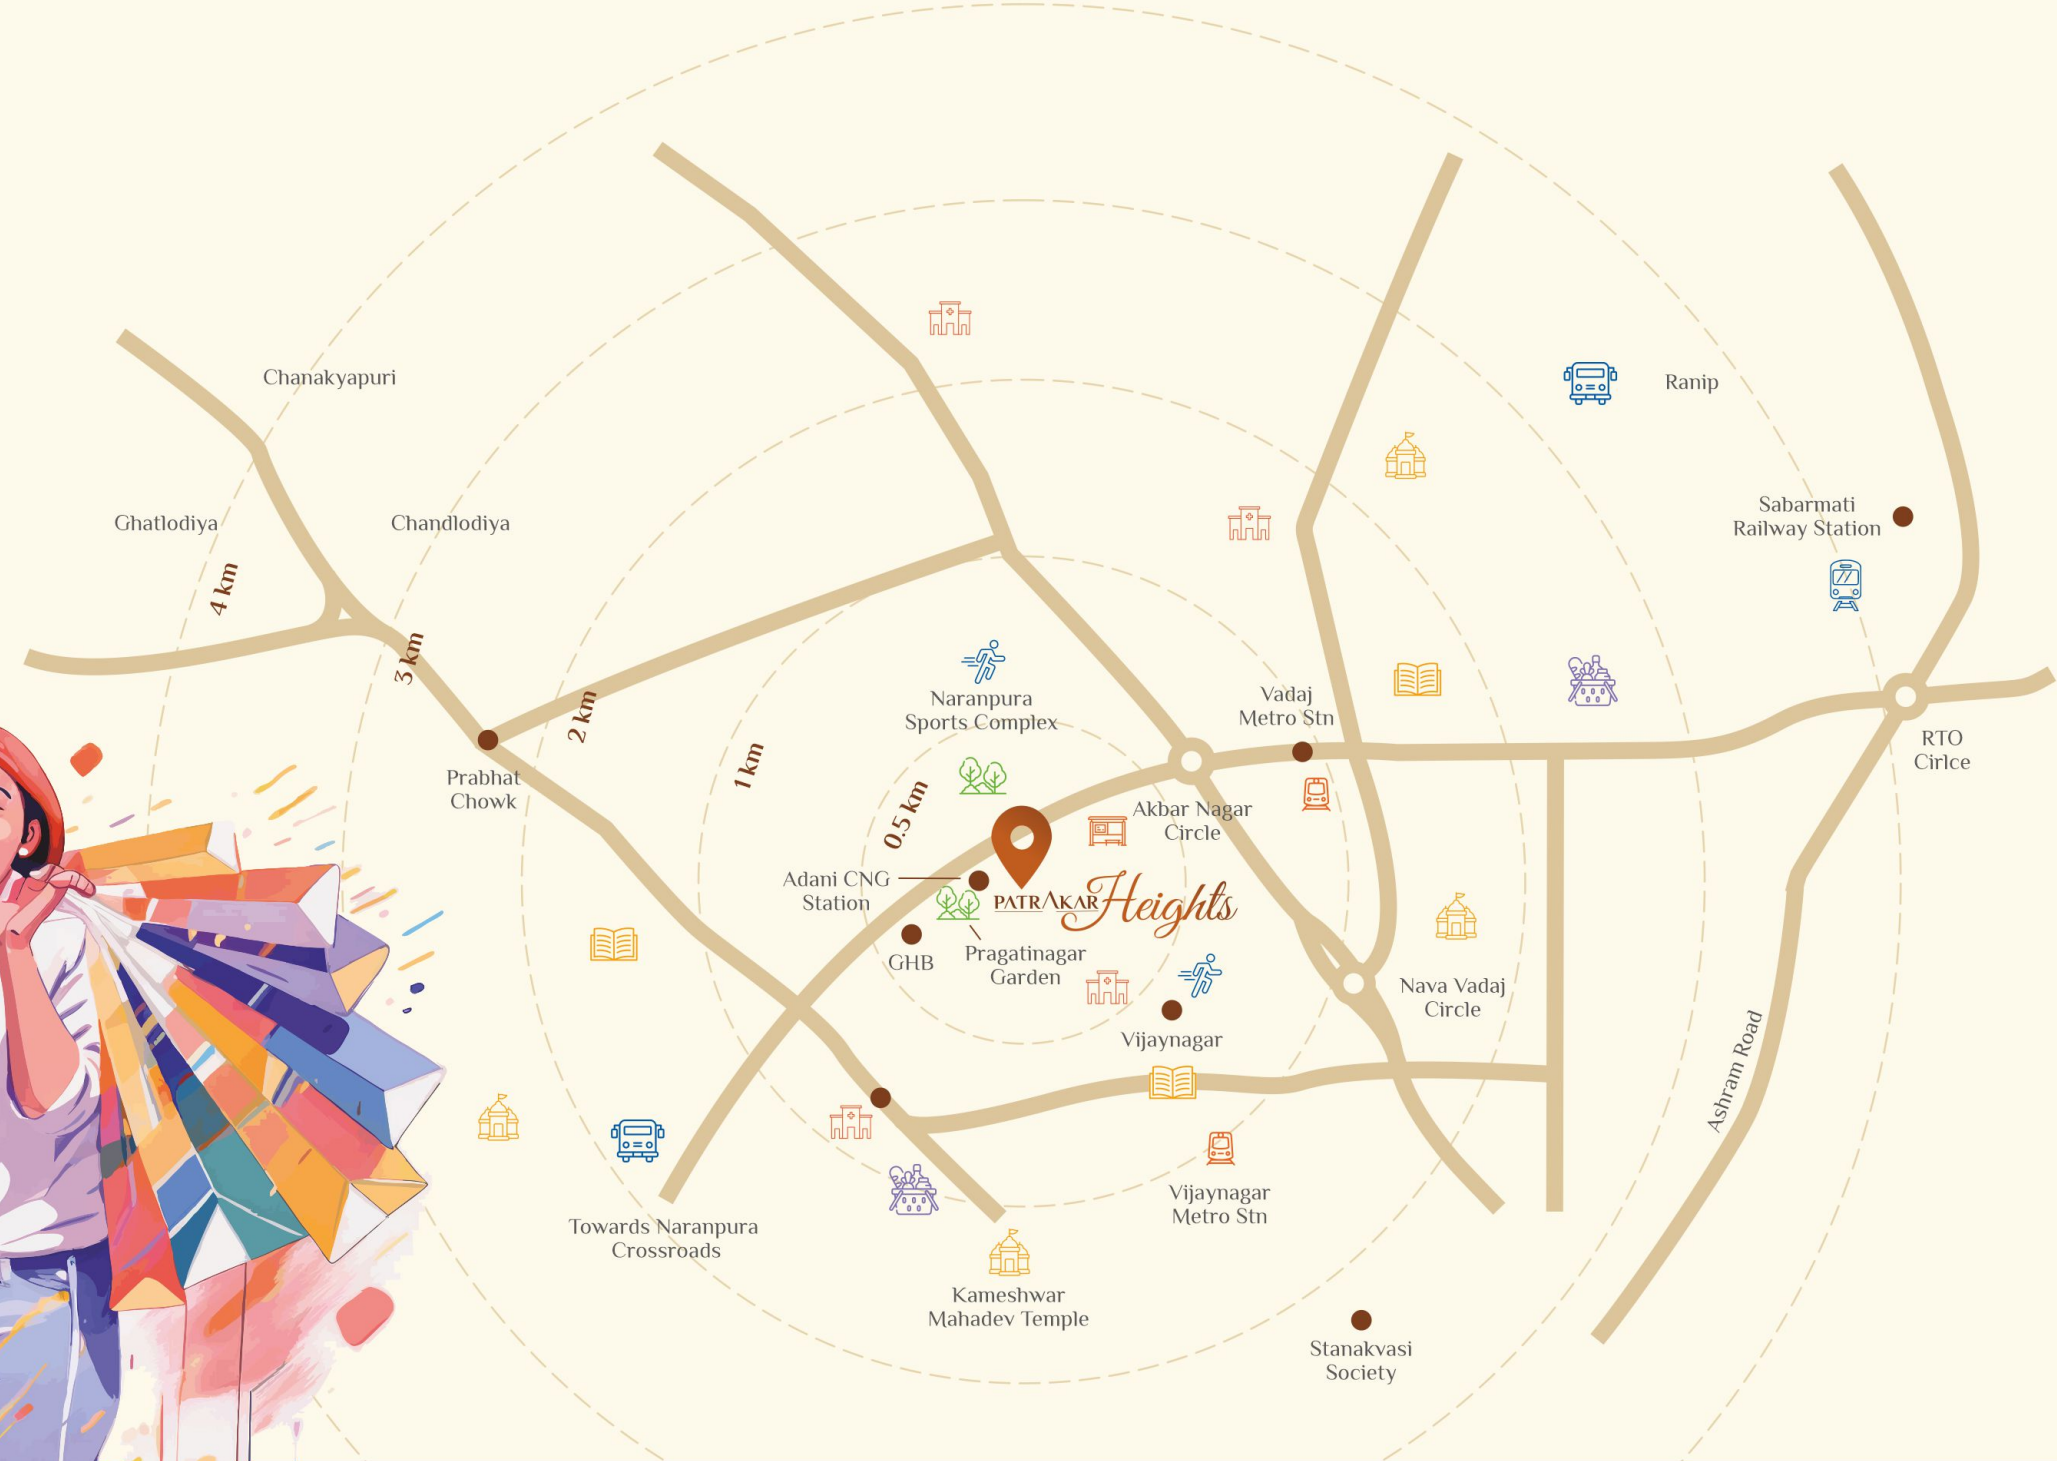 Chanakyapuri
Ranip
Ghatlodiya
Chandlodiya
Sabarmati
Railway Station
4 km
3 km
2 km
1 km
0.5 km
Naranpura
Sports Complex
Vadaj
Metro Stn
Prabhat
Chowk
RTO
Cirlce
Akbar Nagar
Circle
Adani CNG
Station
PATRAKAR Heights
GHB
Pragatinagar
Garden
Nava Vadaj
Circle
Vijaynagar
Ashram Road
Vijaynagar
Metro Stn
Towards Naranpura
Crossroads
Kameshwar
Mahadev Temple
Stanakvasi
Society